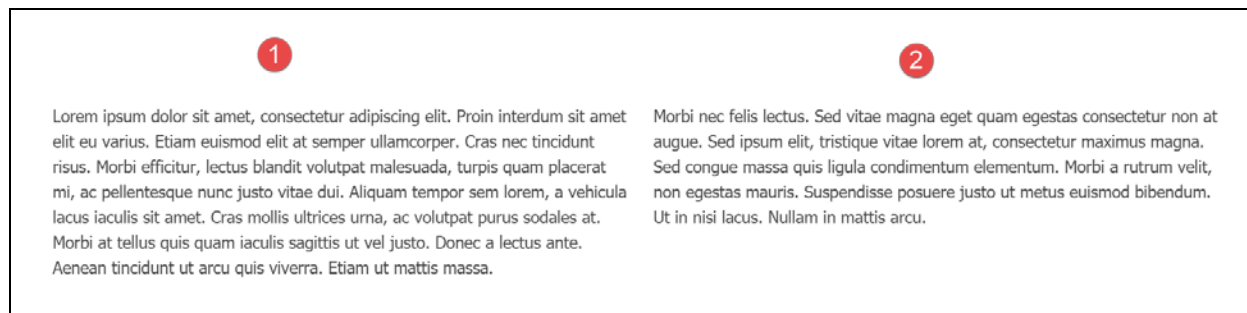 1
Lorem ipsum dolor sit amet, consectetur adipiscing elit. Proin interdum sit amet
elit eu varius. Etiam euismod elit at semper ullamcorper. Cras nec tincidunt
risus. Morbi efficitur, lectus blandit volutpat malesuada, turpis quam placerat
mi, ac pellentesque nunc justo vitae dui. Aliquam tempor sem lorem, a vehicula
lacus iaculis sit amet. Cras mollis ultrices urna, ac volutpat purus sodales at.
Morbi at tellus quis quam iaculis sagittis ut vel justo. Donec a lectus ante.
Aenean tincidunt ut arcu quis viverra. Etiam ut mattis massa.
2
Morbi nec felis lectus. Sed vitae magna eget quam egestas consectetur non at
augue. Sed ipsum elit, tristique vitae lorem at, consectetur maximus magna.
Sed congue massa quis ligula condimentum elementum. Morbi a rutrum velit,
non egestas mauris. Suspendisse posuere justo ut metus euismod bibendum.
Ut in nisi lacus. Nullam in mattis arcu.